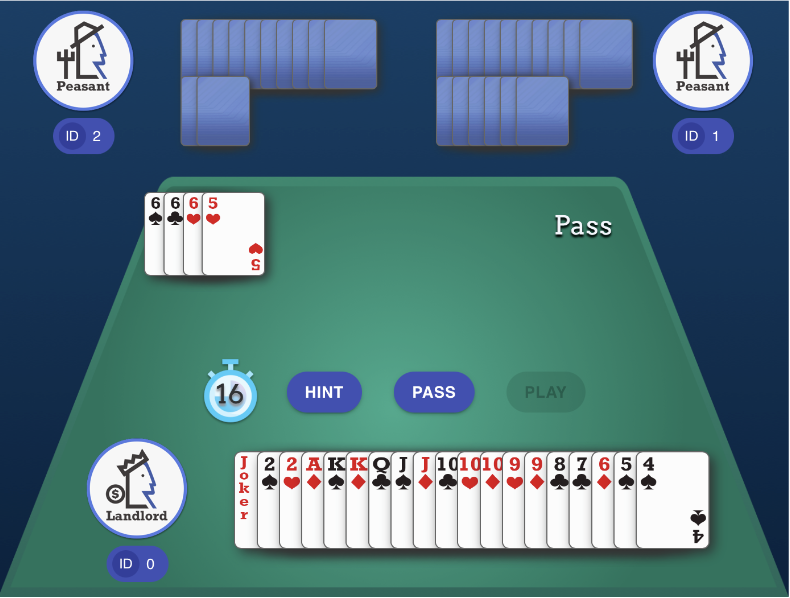 Peasant
ID 2
Peasant
ID 1
6 6 6 5
5
Pass
16
HINT
PASS
PLAY
Landlord
ID 0
Joker 2 2 A K K Q J J 10 10 10 9 9 8 7 6 5 4
4